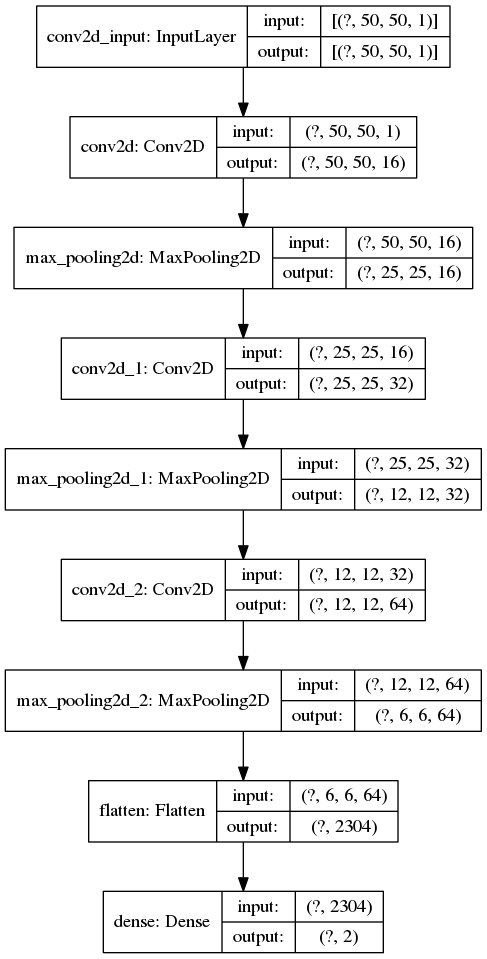 conv2d_input: InputLayer
input: [(?, 50, 50, 1)]
output: [(?, 50, 50, 1)]
conv2d: Conv2D
input: (?, 50, 50, 1)
output: (?, 50, 50, 16)
max_pooling2d: MaxPooling2D
input: (?, 50, 50, 16)
output: (?, 25, 25, 16)
conv2d_1: Conv2D
input: (?, 25, 25, 16)
output: (?, 25, 25, 32)
max_pooling2d_1: MaxPooling2D
input: (?, 25, 25, 32)
output: (?, 12, 12, 32)
conv2d_2: Conv2D
input: (?, 12, 12, 32)
output: (?, 12, 12, 64)
max_pooling2d_2: MaxPooling2D
input: (?, 12, 12, 64)
output: (?, 6, 6, 64)
flatten: Flatten
input: (?, 6, 6, 64)
output: (?, 2304)
dense: Dense
input: (?, 2304)
output: (?, 2)